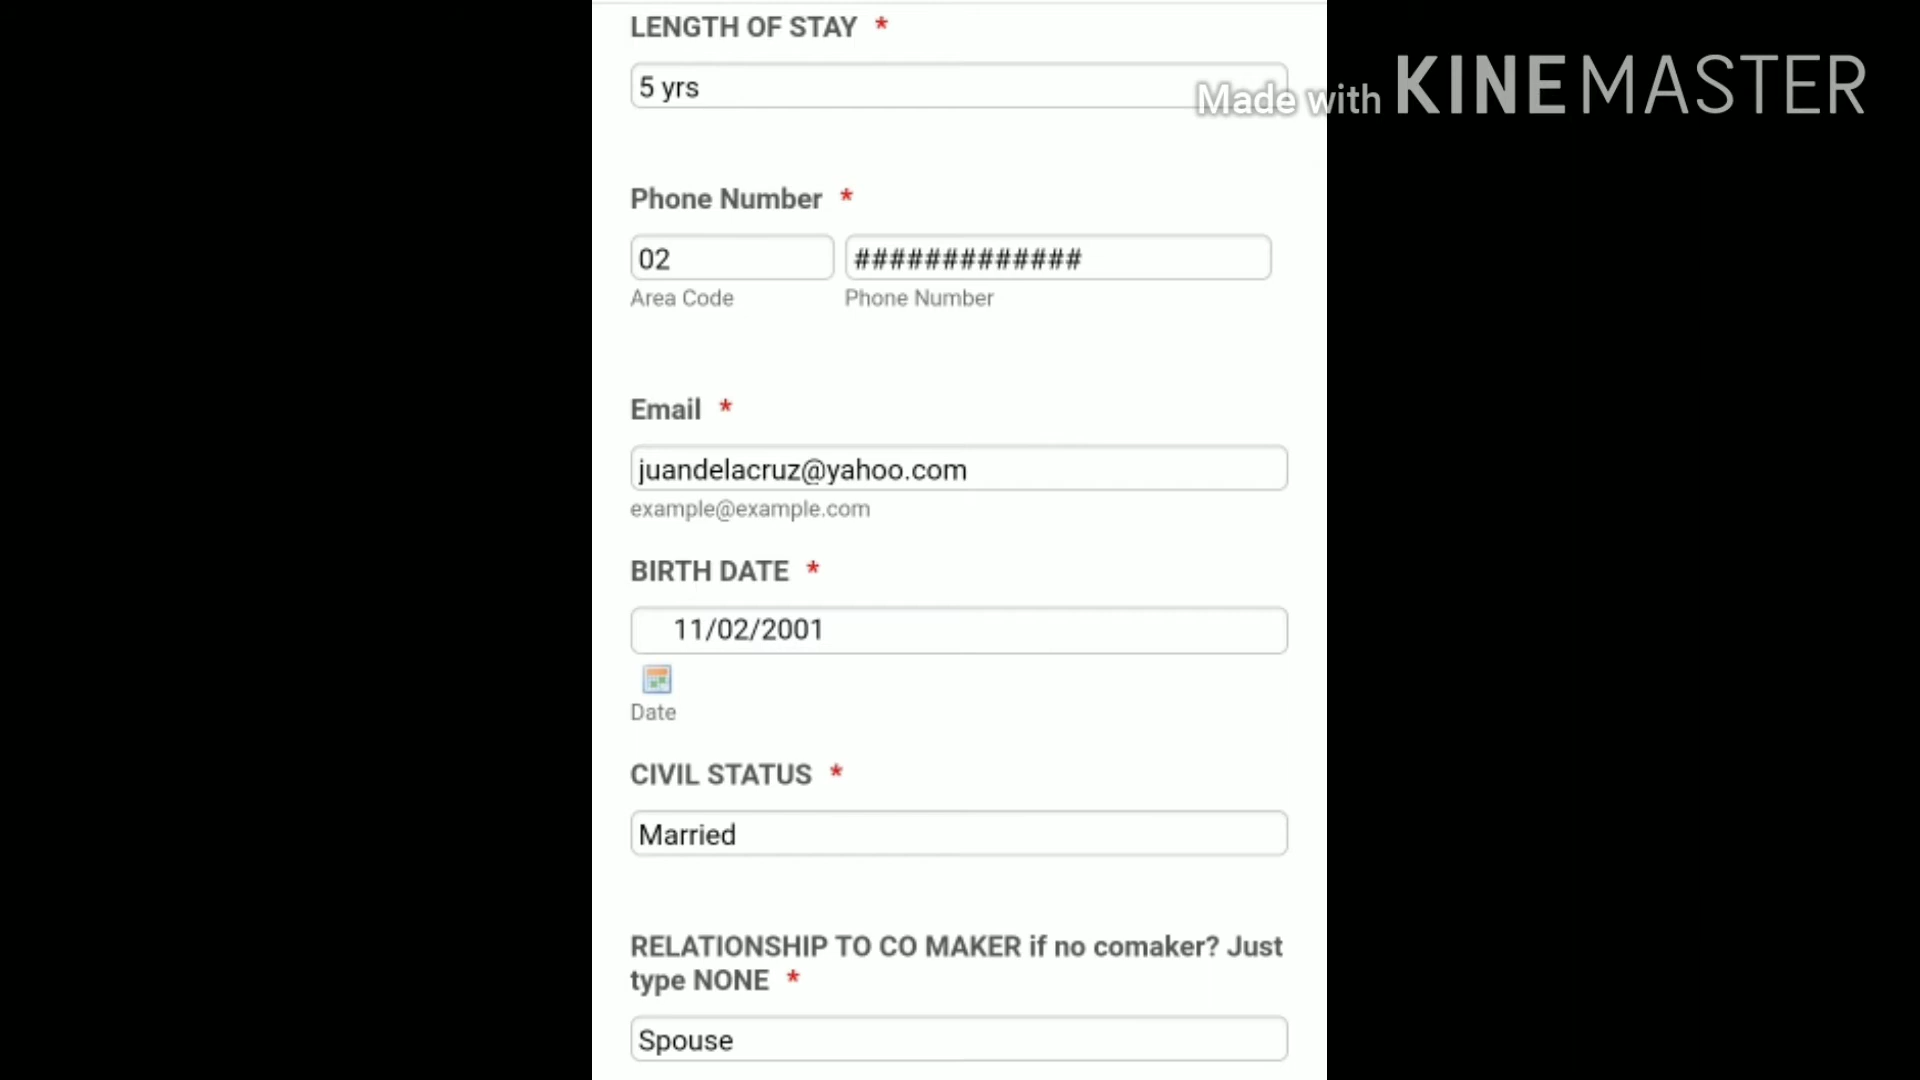 LENGTH OF STAY *
5 yrs
Made with KINEMASTER
Phone Number *
02 #############
Area Code Phone Number
Email *
juandelacruz@yahoo.com
example@example.com
BIRTH DATE *
11/02/2001
Date
CIVIL STATUS *
Married
RELATIONSHIP TO CO MAKER if no comaker? Just
type NONE *
Spouse